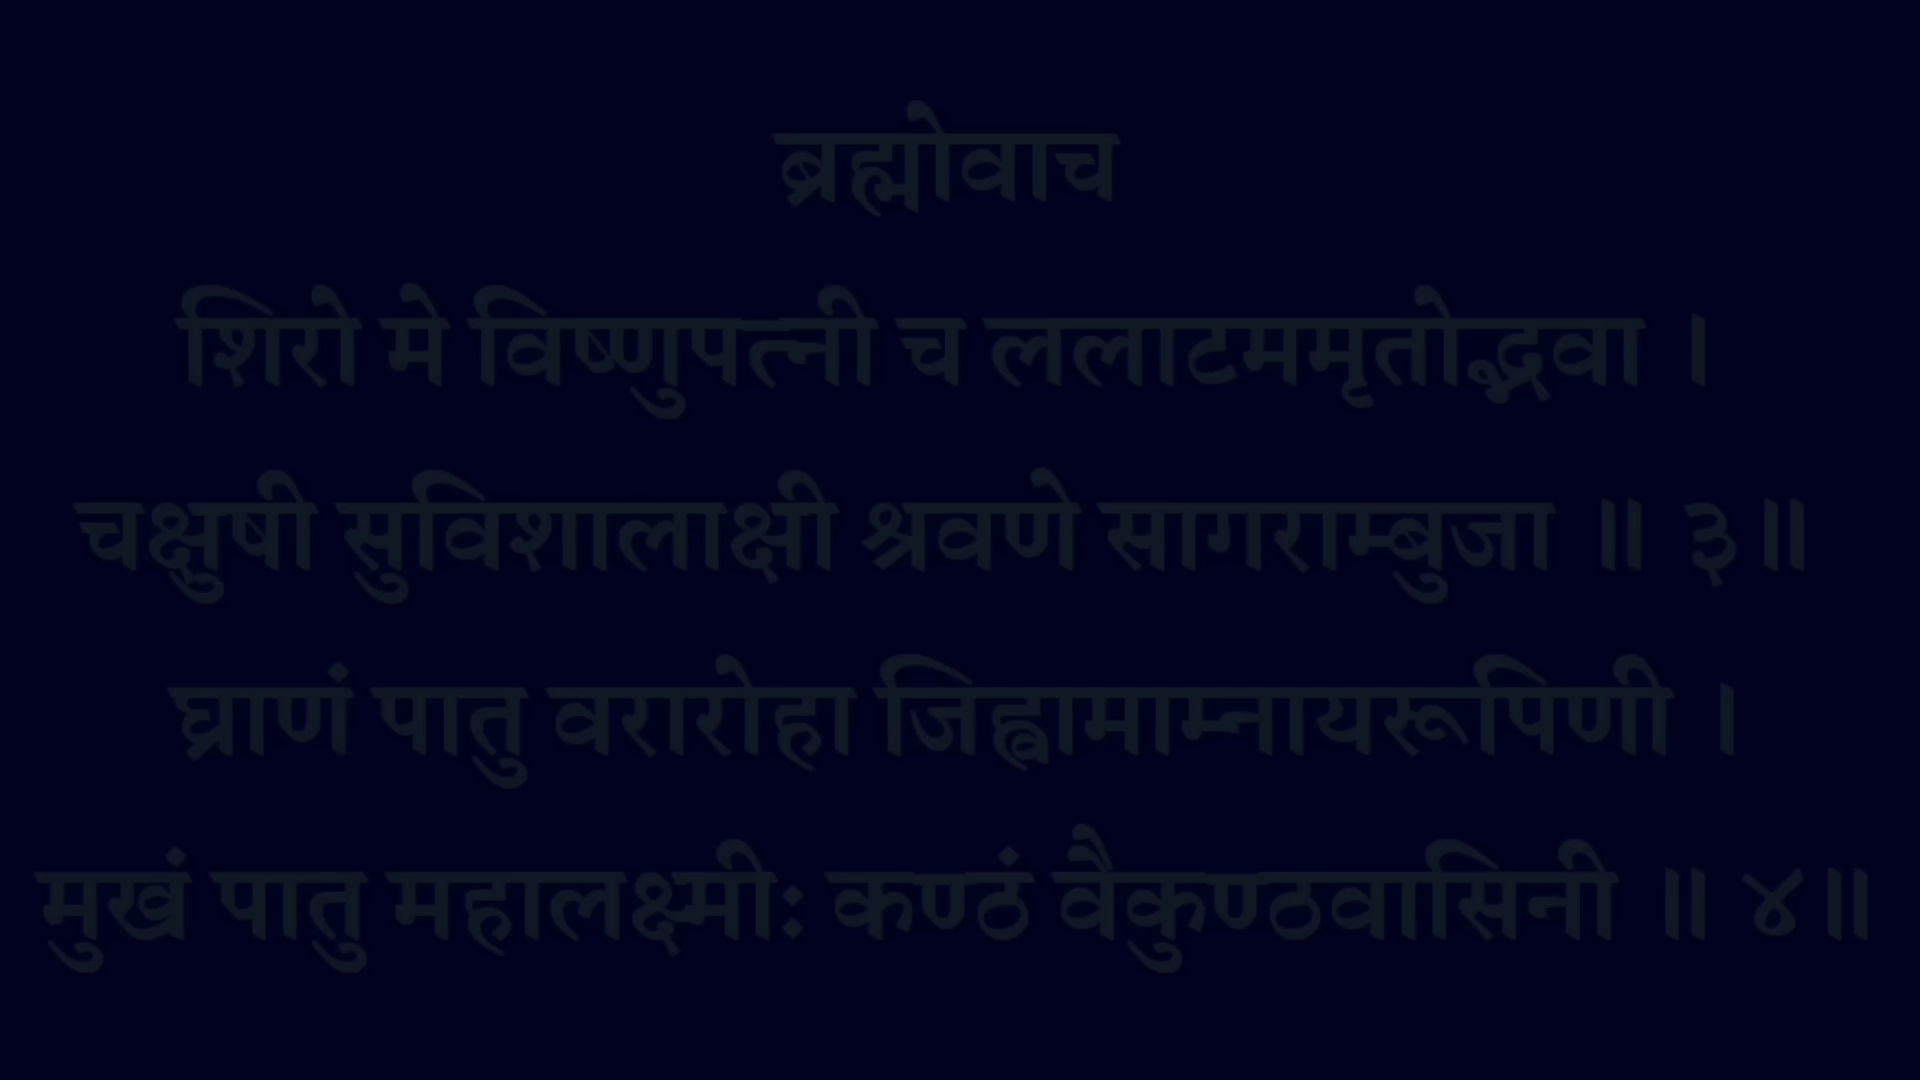 ब्रह्मोवाच
शिरो मे विष्णुपत्नी च ललाटममृतोद्भवा ।
चक्षुषी सुविशालाक्षी श्रवणे सागराम्बुजा ॥ ३॥
घ्राणं पातु वरारोहा जिह्वामाम्नायरूपिणी ।
मुखं पातु महालक्ष्मीः कण्ठं वैकुण्ठवासिनी ॥ ४॥